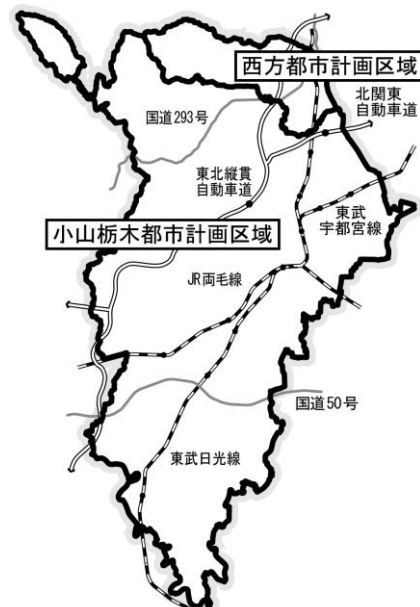 西方都市計画区域
北関東
自動車道
国道293号
東北縦貫
自動車道
東武
宇都宮線
小山栃木都市計画区域
JR両毛線
国道50号
東武日光線